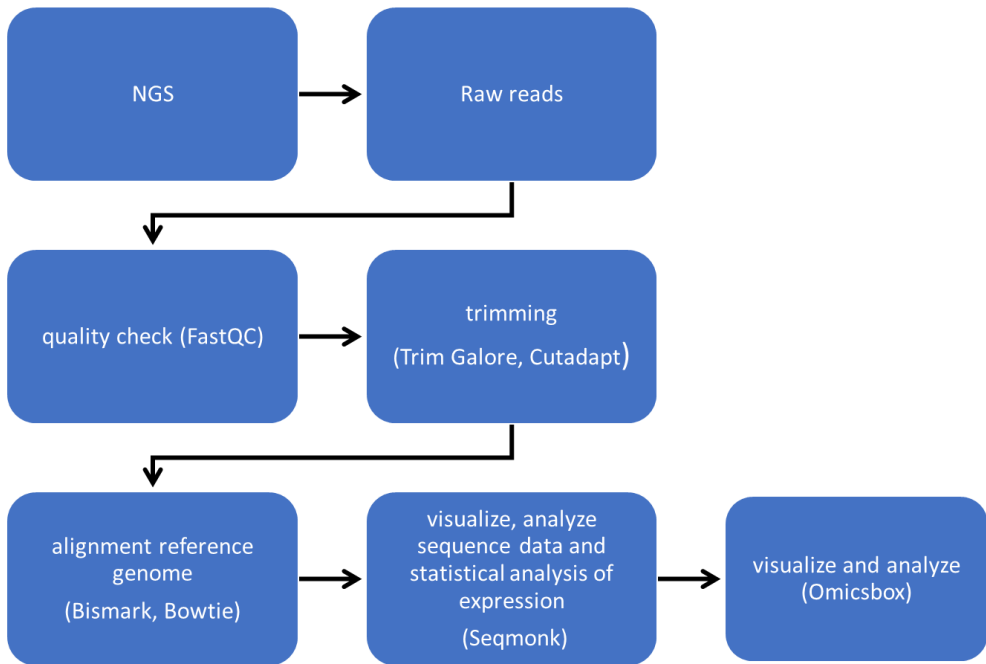 NGS
Raw reads
quality check (FastQC)
trimming
(Trim Galore, Cutadapt)
alignment reference
genome
(Bismark, Bowtie)
visualize, analyze
sequence data and
statistical analysis of
expression
(Seqmonk)
visualize and analyze
(Omicsbox)